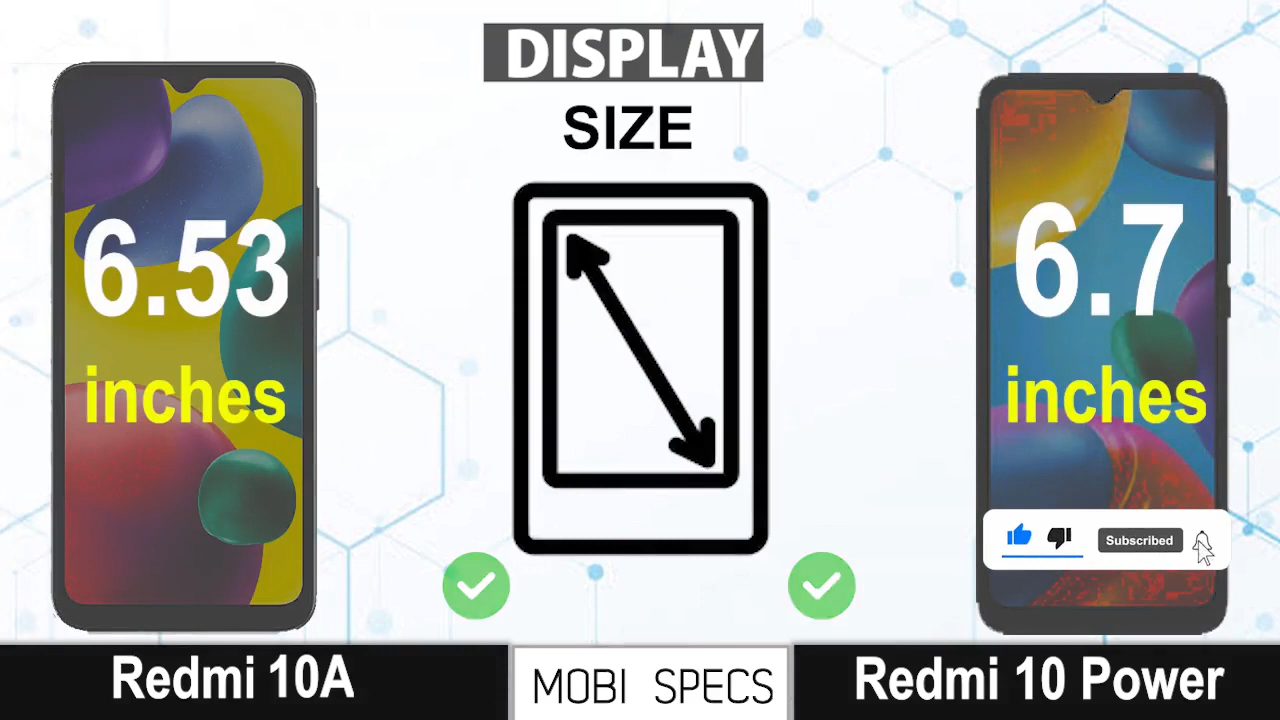 DISPLAY
SIZE
6.53
inches
6.7
inches
Subscribed
Redmi 10A
MOBI SPECS
Redmi 10 Power